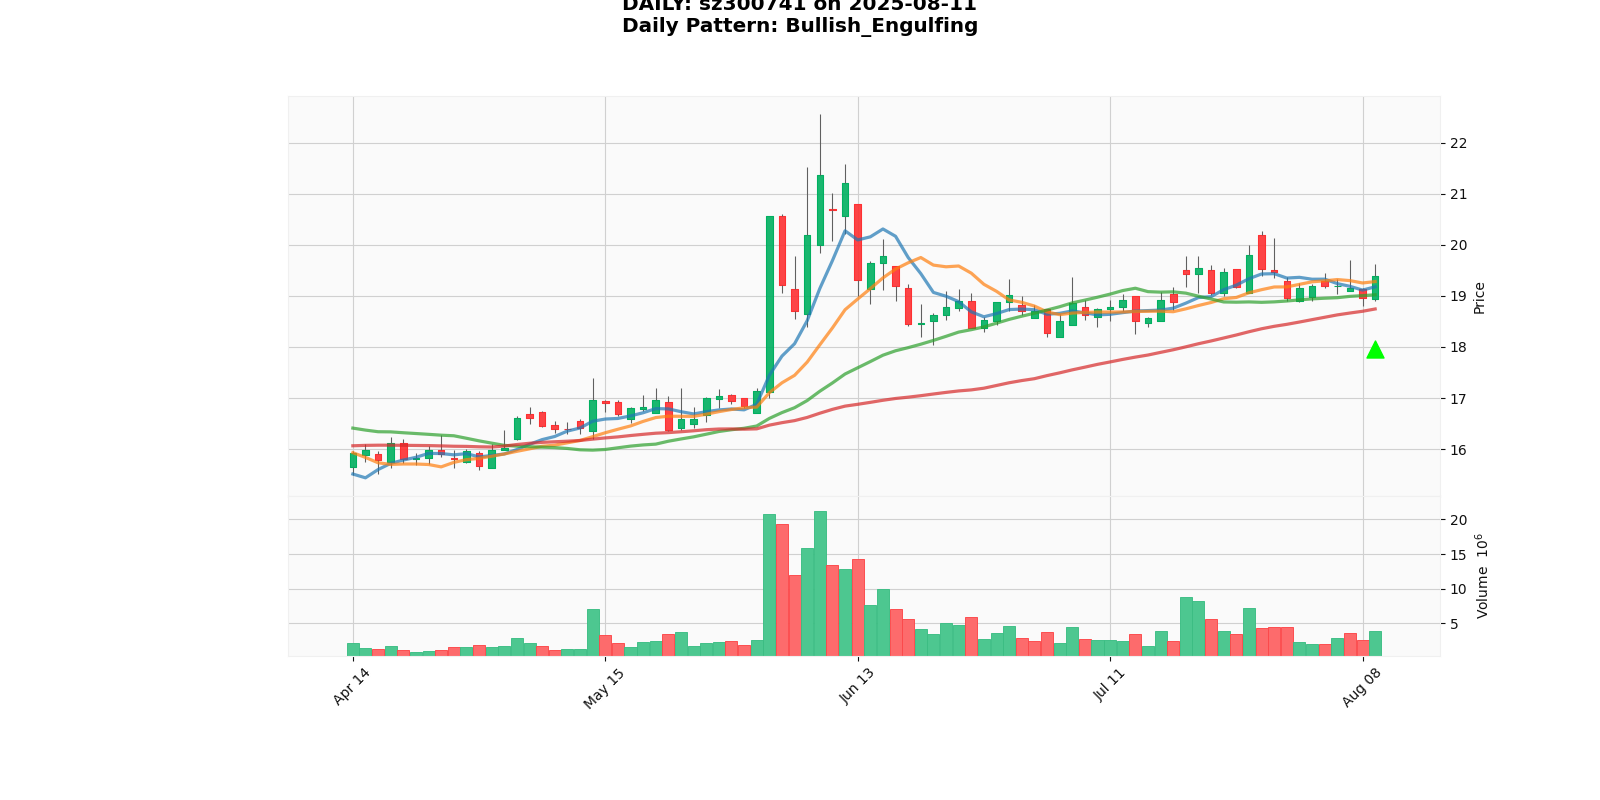 DAILY: sz300741 on 2025-08-11
Daily Pattern: Bullish_Engulfing
22
21
20
19
18
17
16
Price
20
15
10
5
Volume 10^6
Apr 14
May 15
Jun 13
Jul 11
Aug 08